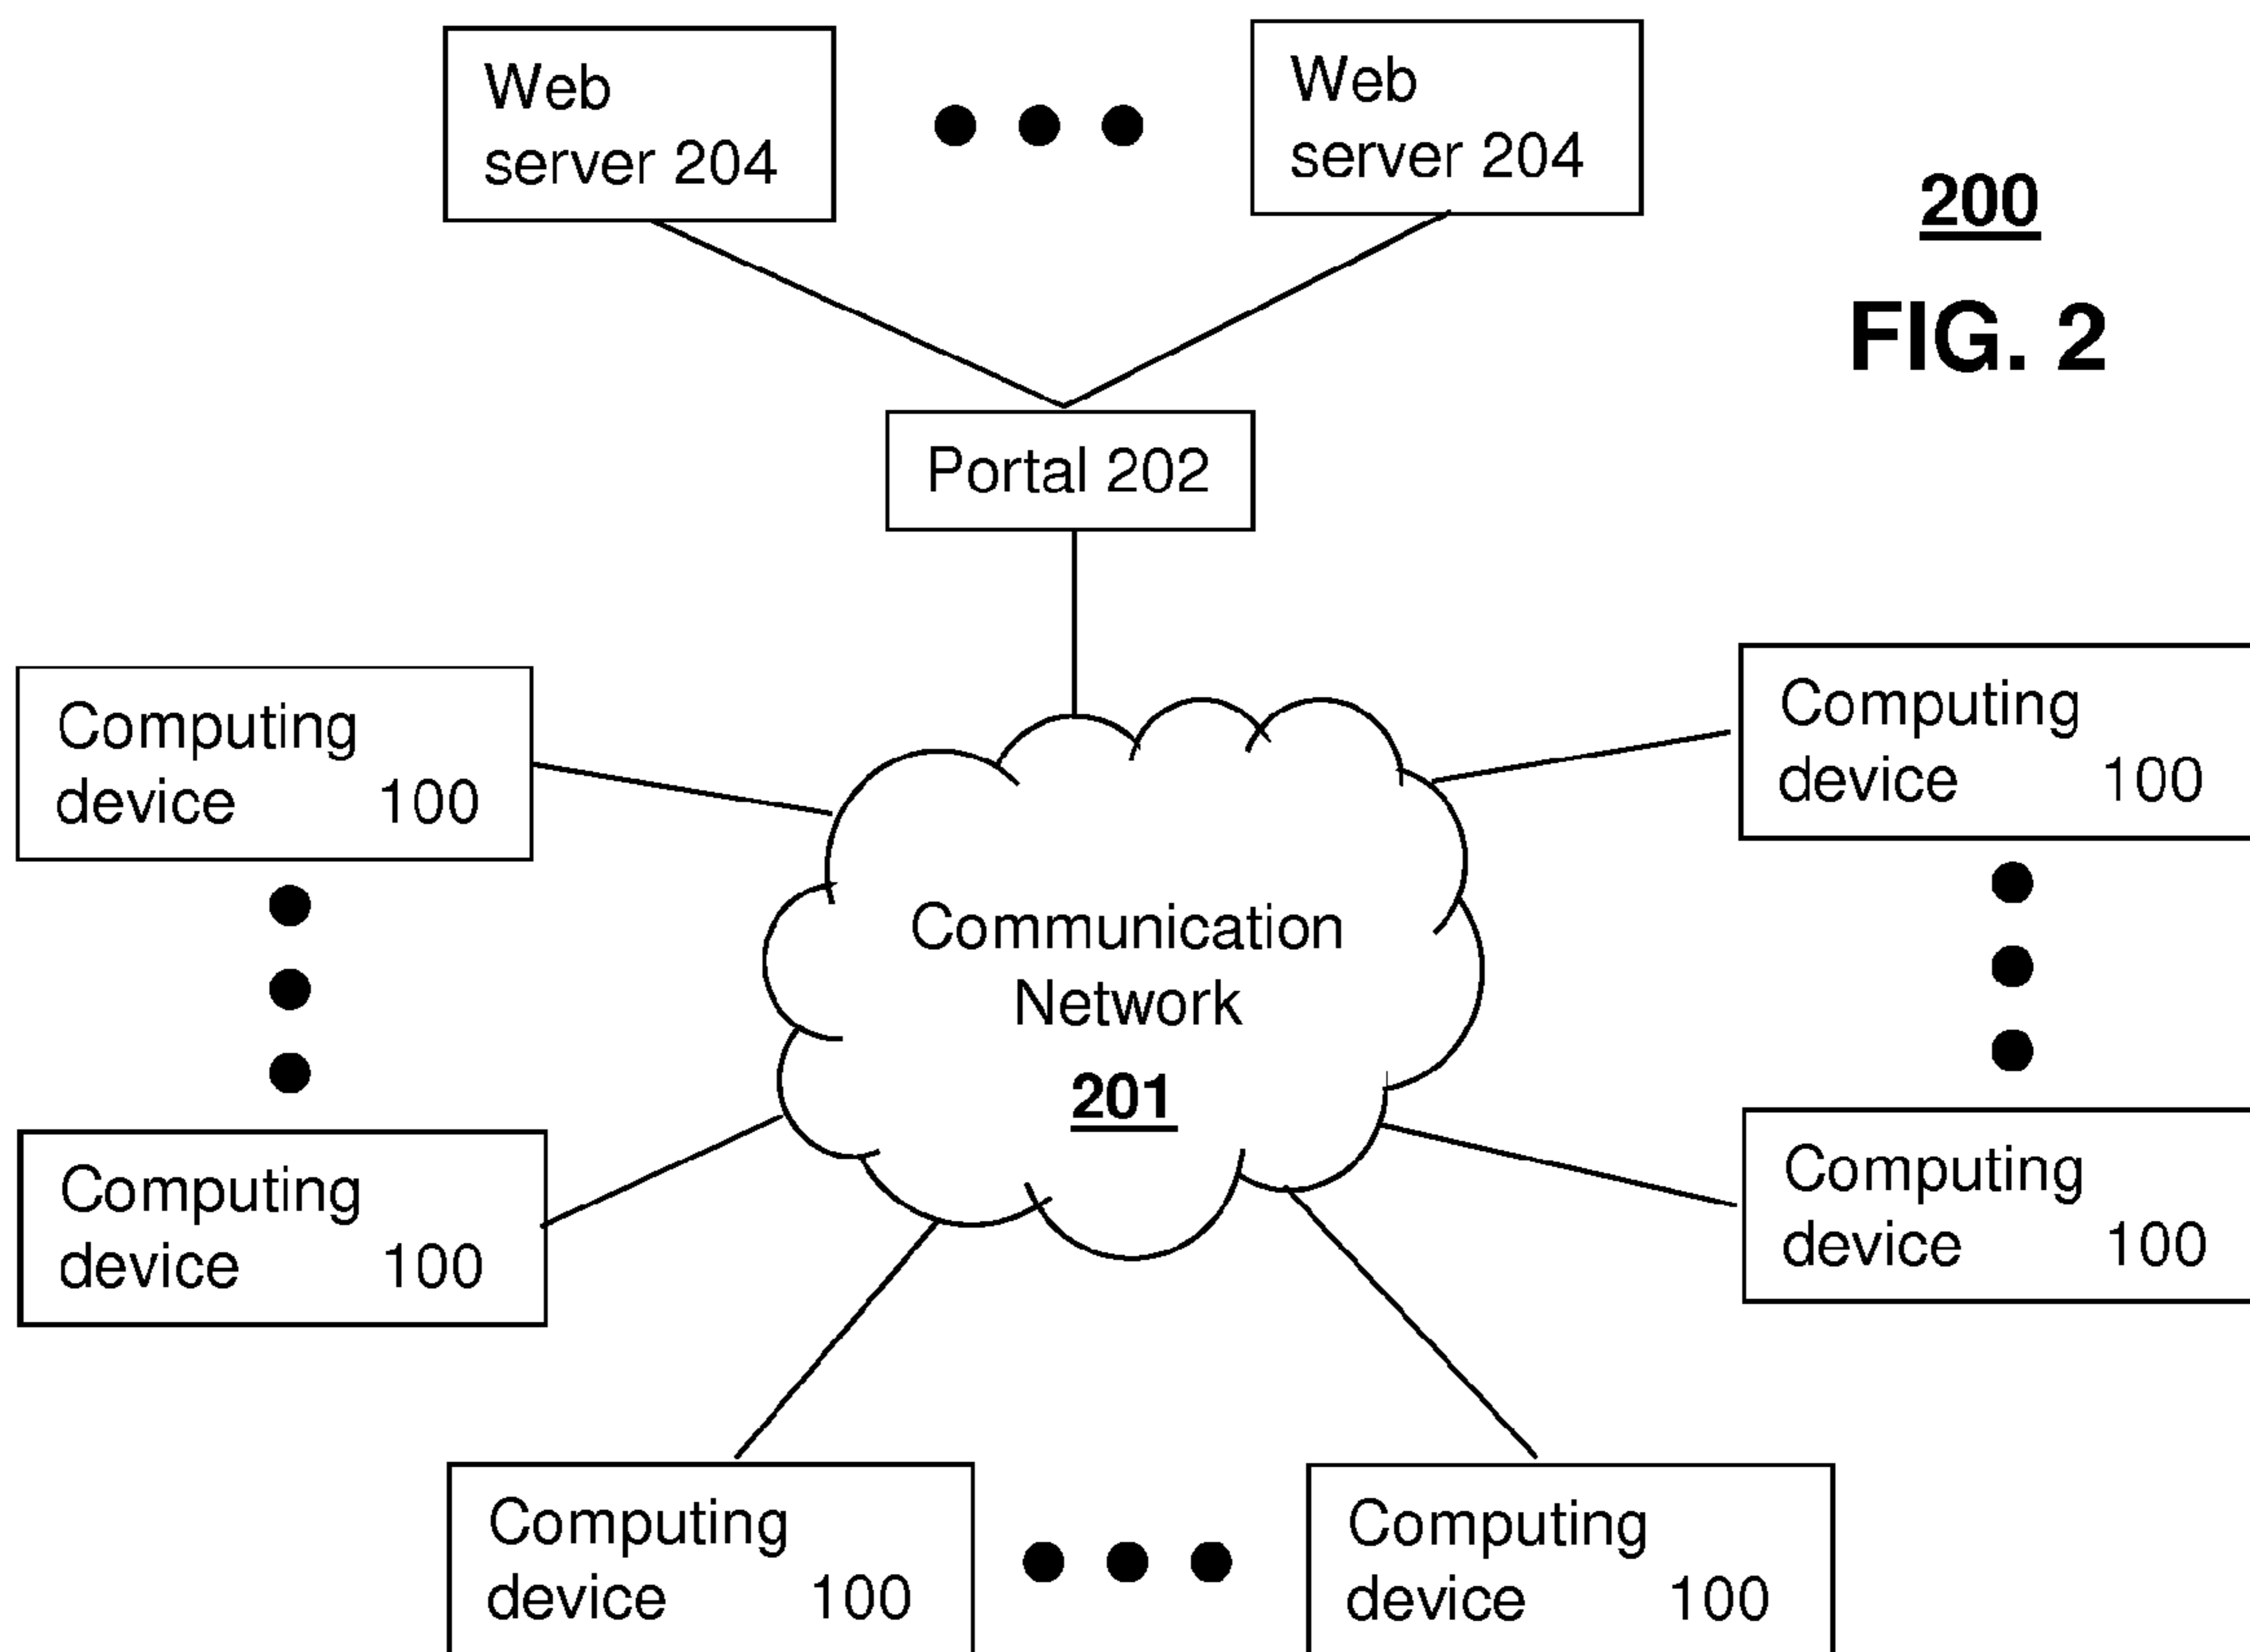 Web
server 204
Web
server 204
200
FIG. 2
Portal 202
Computing
device 100
Computing
device 100
Communication
Network
201
Computing
device 100
Computing
device 100
Computing
device 100
Computing
device 100